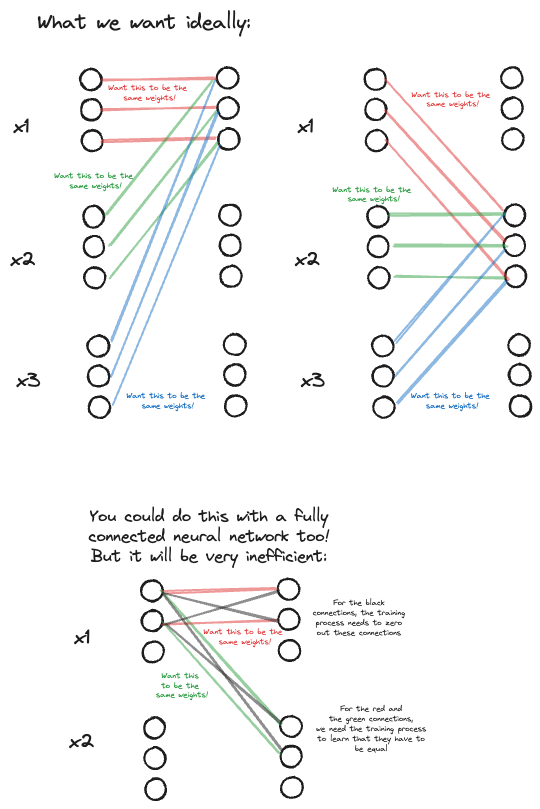 What we want ideally:
Want this to be the
same weights!
x1
Want this to be the
same weights!
x2
x3
Want this to be the
same weights!
Want this to be the
same weights!
x1
Want this to be the
same weights!
x2
x3
Want this to be the
same weights!
You could do this with a fully
connected neural network too!
But it will be very inefficient:
For the black
connections, the training
process needs to zero
out these connections
x1
Want this to be the
same weights!
Want this
to be the
same weights!
For the red and
the green connections,
we need the training process
to learn that they have to
be equal
x2